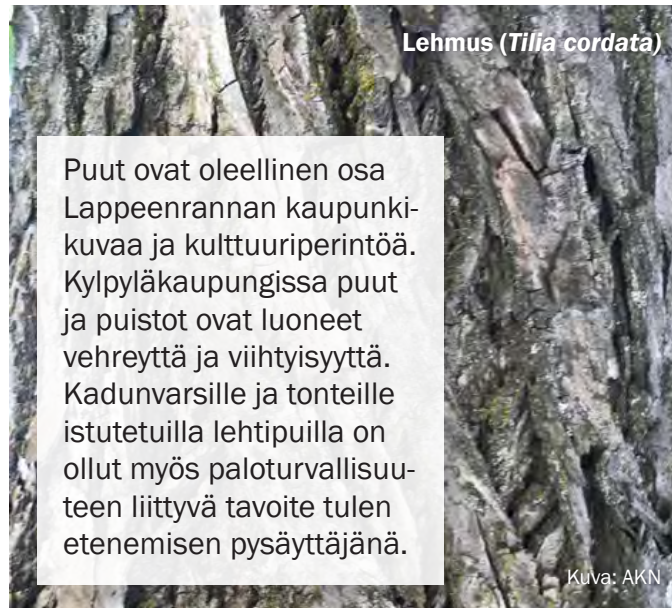 Lehmus (Tilia cordata)
Puut ovat oleellinen osa
Lappeenrannan kaupunki-
kuvaa ja kulttuuriperintöä.
Kylpyläkaupungissa puut
ja puistot ovat luoneet
vehreyttä ja viihtyisyyttä.
Kadunvarsille ja tonteille
istutetuilla lehtipuilla on
ollut myös paloturvallisuu-
teen liittyvä tavoite tulen
etenemisen pysäyttäjänä.
Kuva: AKN